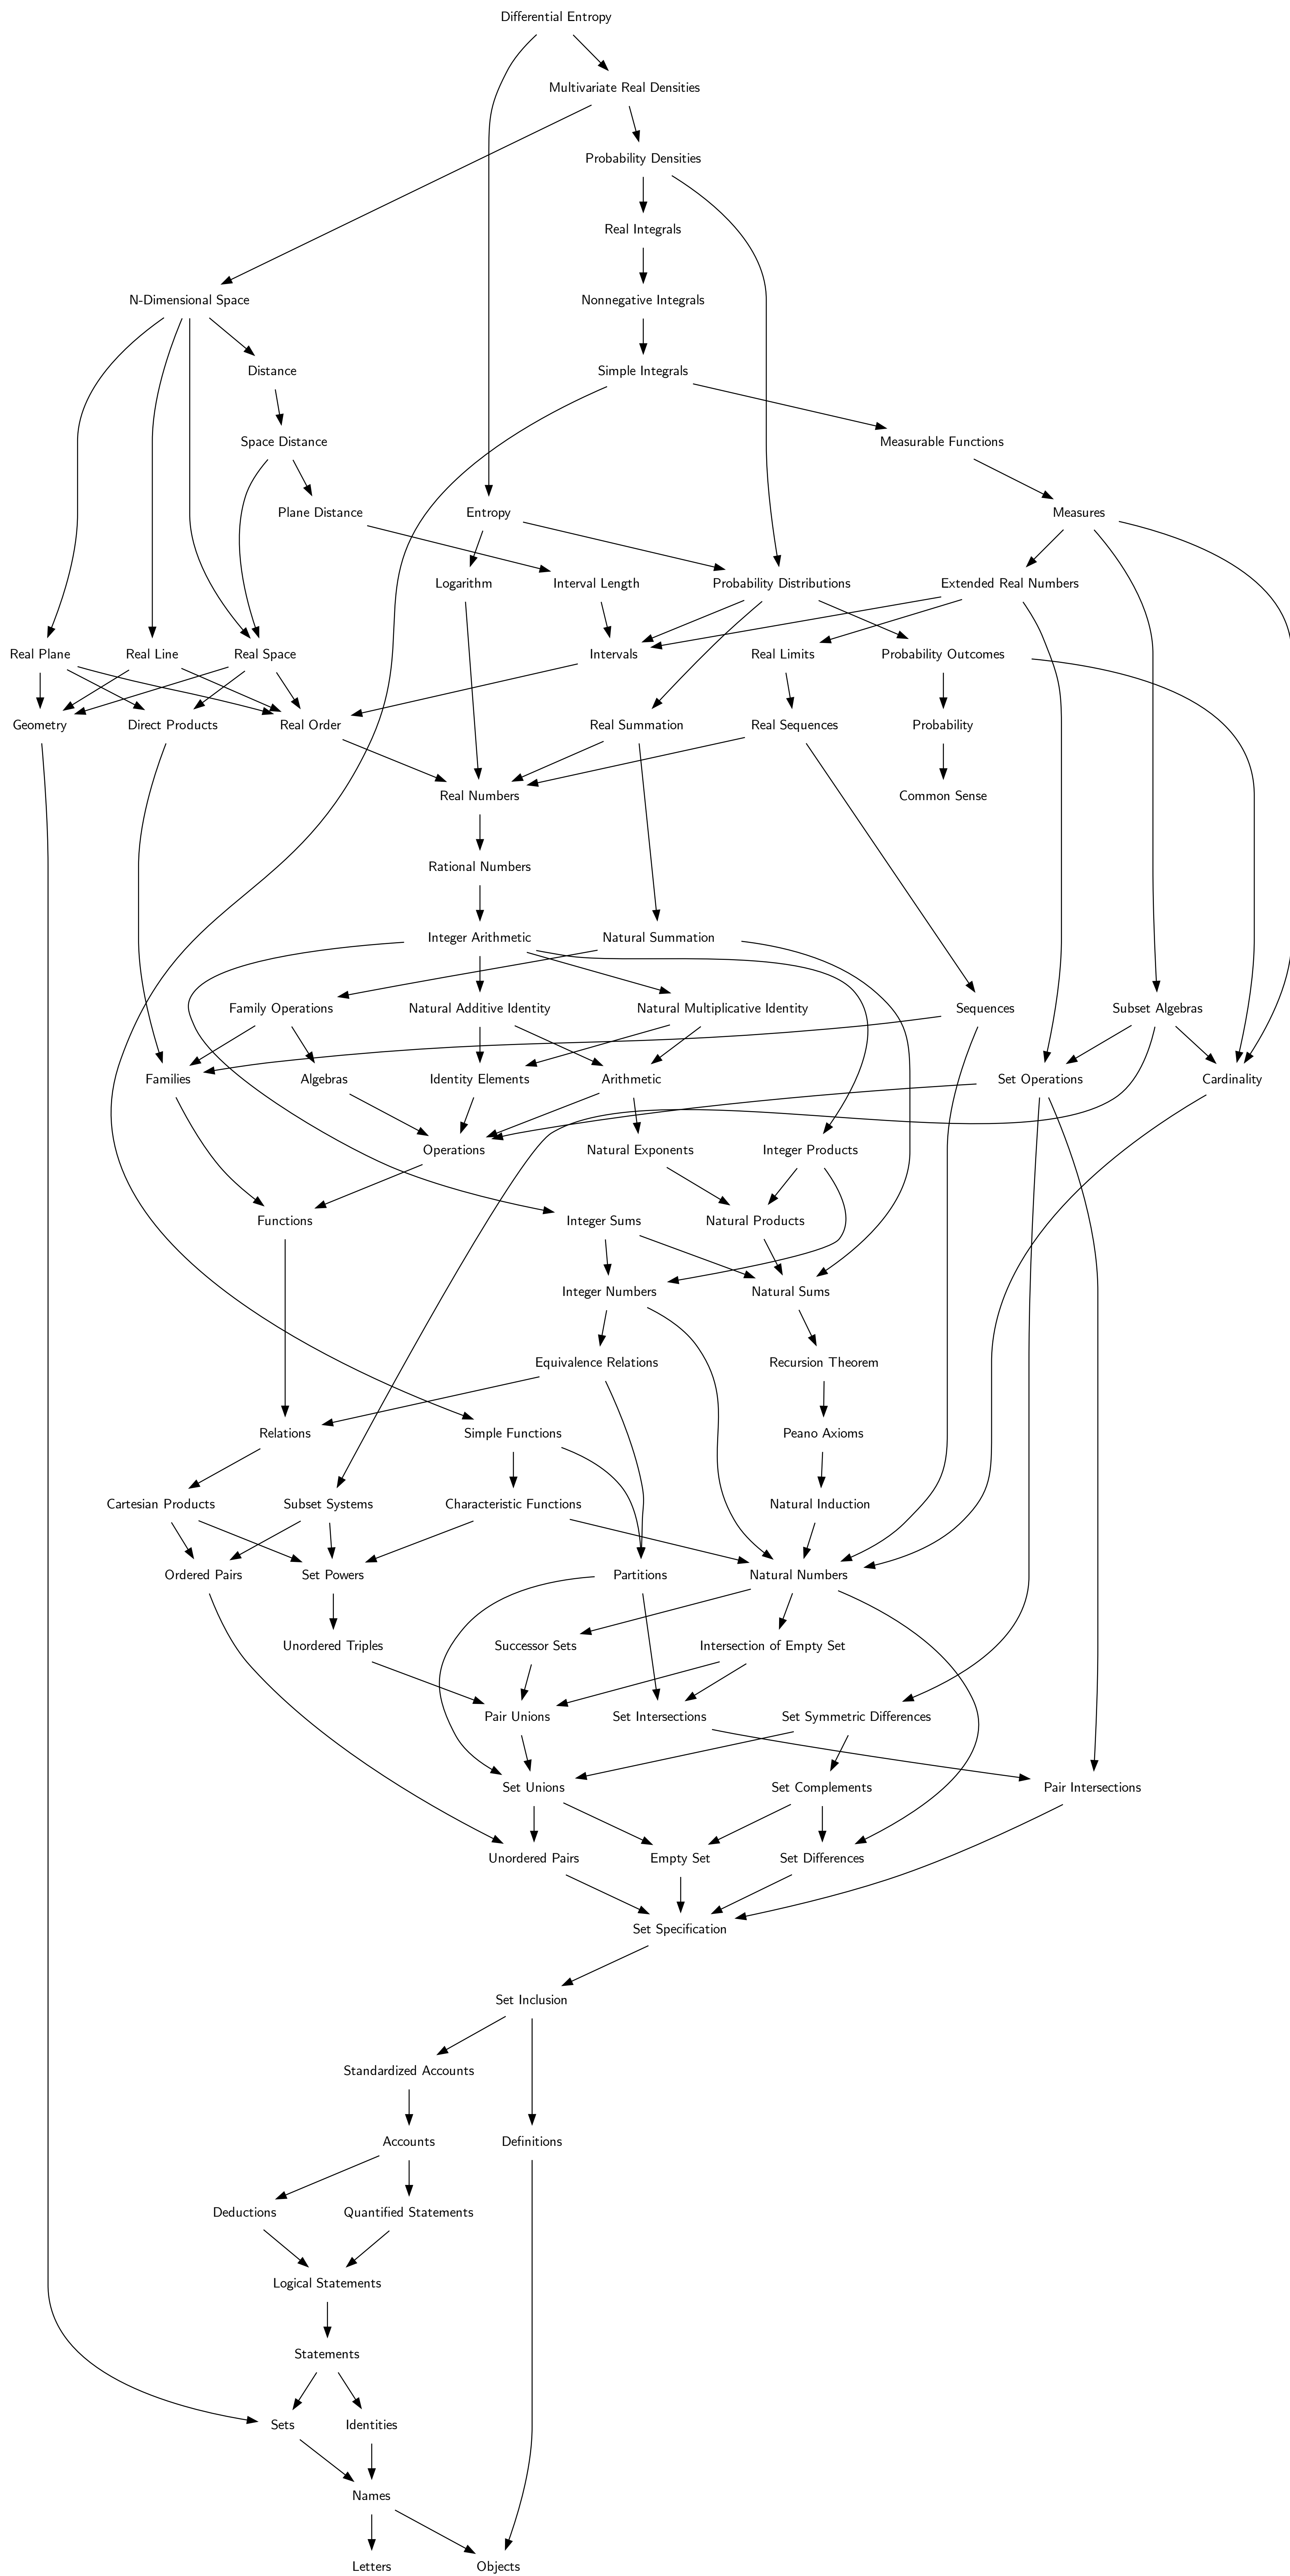 Differential Entropy
Multivariate Real Densities
Probability Densities
Real Integrals
N-Dimensional Space
Nonnegative Integrals
Distance
Simple Integrals
Space Distance
Measurable Functions
Plane Distance
Entropy
Measures
Logarithm
Interval Length
Probability Distributions
Extended Real Numbers
Real Plane
Real Line
Real Space
Intervals
Real Limits
Probability Outcomes
Geometry
Direct Products
Real Order
Real Summation
Real Sequences
Probability
Real Numbers
Common Sense
Rational Numbers
Integer Arithmetic
Natural Summation
Family Operations
Natural Additive Identity
Natural Multiplicative Identity
Sequences
Subset Algebras
Families
Algebras
Identity Elements
Arithmetic
Set Operations
Cardinality
Operations
Natural Exponents
Integer Products
Functions
Integer Sums
Natural Products
Integer Numbers
Natural Sums
Equivalence Relations
Recursion Theorem
Relations
Simple Functions
Peano Axioms
Cartesian Products
Subset Systems
Characteristic Functions
Natural Induction
Ordered Pairs
Set Powers
Partitions
Natural Numbers
Unordered Triples
Successor Sets
Intersection of Empty Set
Pair Unions
Set Intersections
Set Symmetric Differences
Set Unions
Set Complements
Pair Intersections
Unordered Pairs
Empty Set
Set Differences
Set Specification
Set Inclusion
Standardized Accounts
Accounts
Definitions
Deductions
Quantified Statements
Logical Statements
Statements
Sets
Identities
Names
Letters
Objects